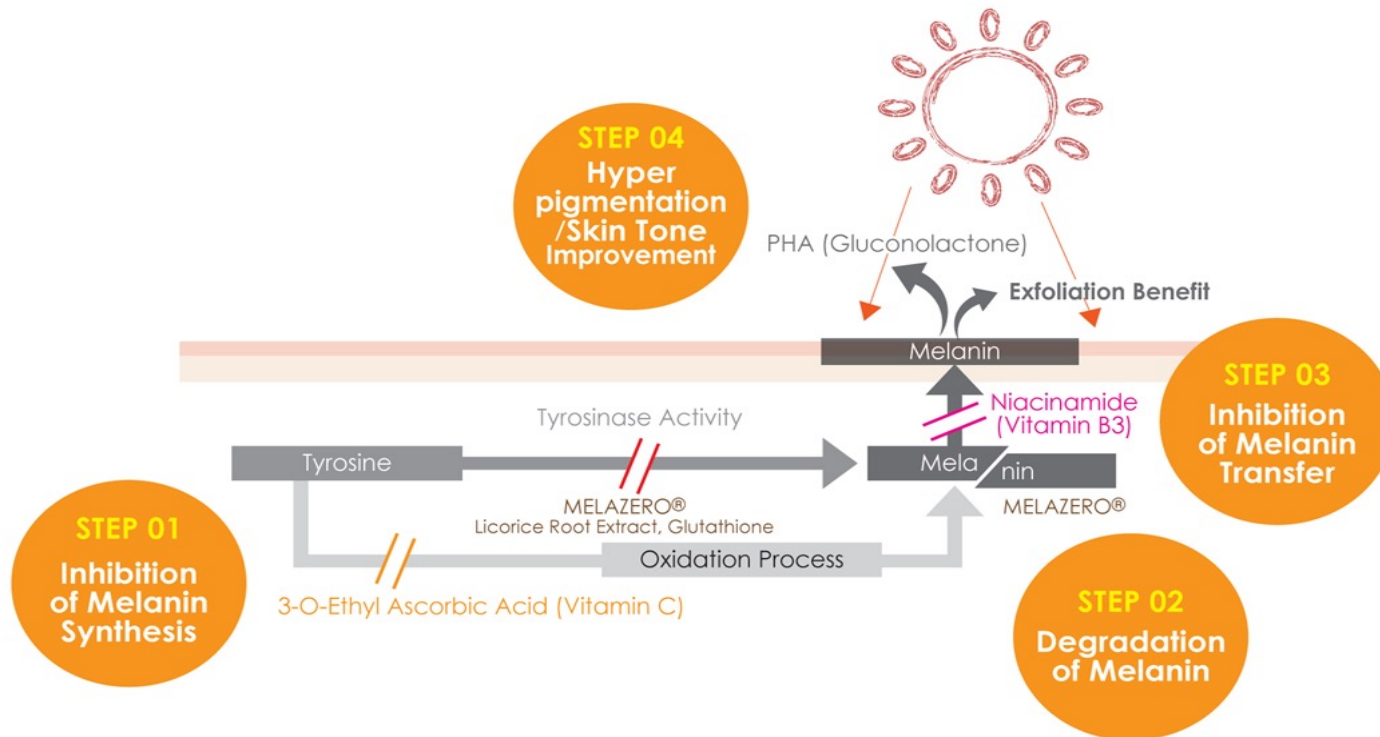 STEP 04
Hyper
pigmentation
/Skin Tone
Improvement
PHA (Gluconolactone)
Exfoliation Benefit
Melanin
STEP 03
Inhibition
of Melanin
Transfer
Niacinamide
(Vitamin B3)
Tyrosinase Activity
Tyrosine
Mela
nin
MELAZERO®
Licorice Root Extract, Glutathione
MELAZERO®
STEP 01
Inhibition
of Melanin
Synthesis
Oxidation Process
3-O-Ethyl Ascorbic Acid (Vitamin C)
STEP 02
Degradation
of Melanin